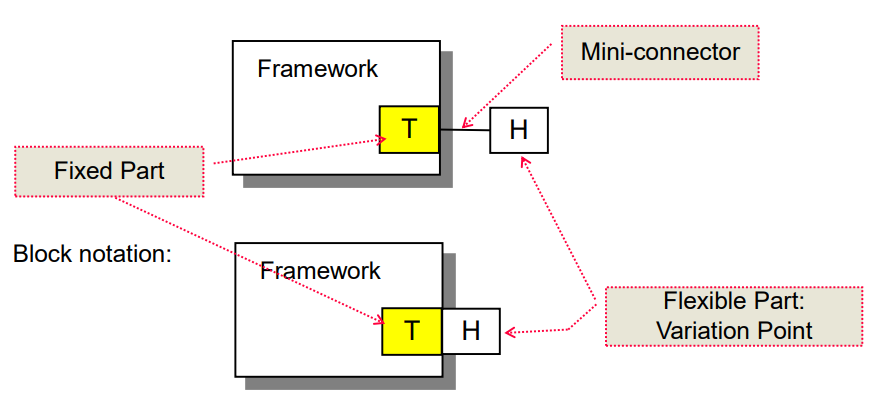 Mini-connector
Framework
T
H
Fixed Part
Block notation:
Framework
T
H
Flexible Part:
Variation Point